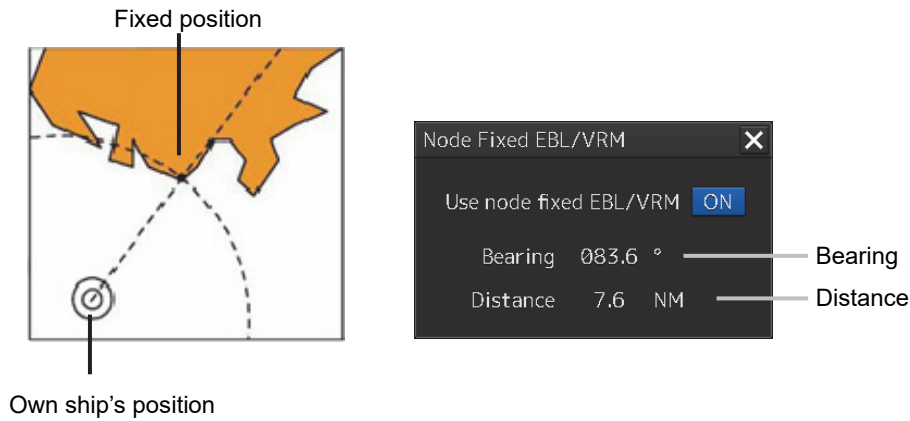 Fixed position
Own ship's position
Node Fixed EBL/VRM
Use node fixed EBL/VRM ON
Bearing 083.6 °
Distance 7.6 NM
Bearing
Distance